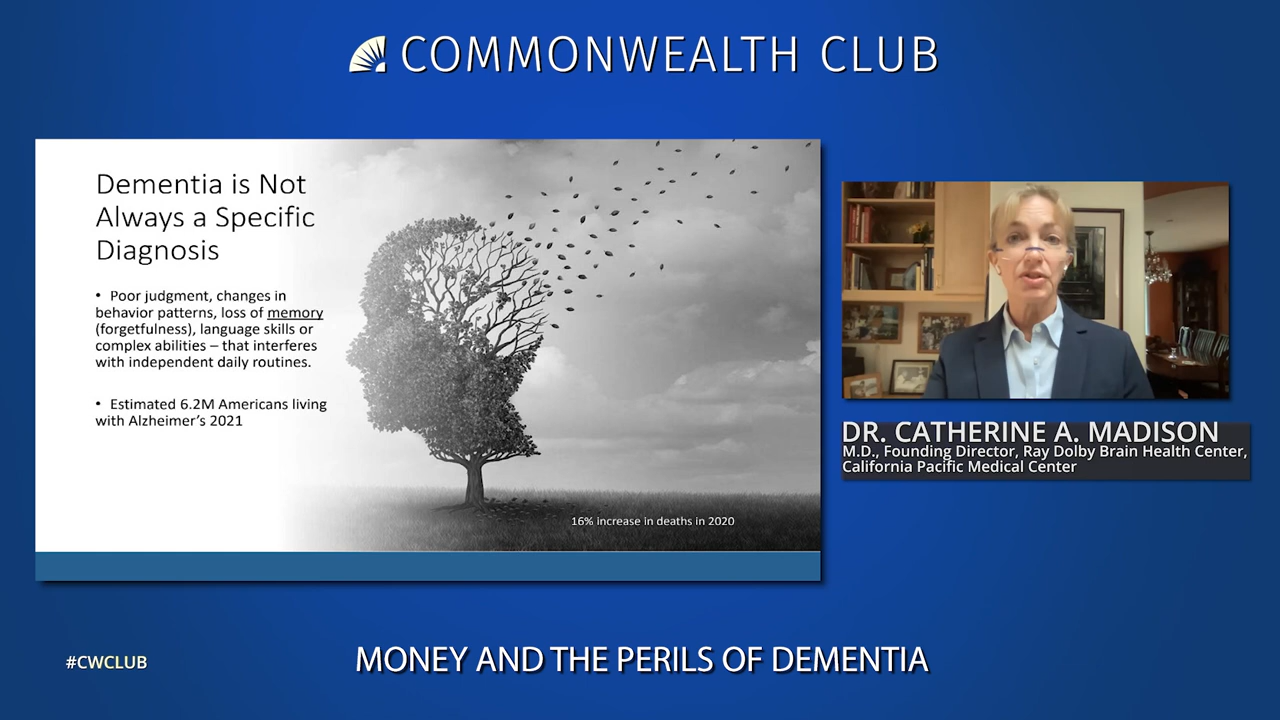 COMMONWEALTH CLUB
Dementia is Not
Always a Specific
Diagnosis
• Poor judgment, changes in
behavior patterns, loss of memory
(forgetfulness), language skills or
complex abilities – that interferes
with independent daily routines.
• Estimated 6.2M Americans living
with Alzheimer's 2021
16% increase in deaths in 2020
DR. CATHERINE A. MADISON
M.D., Founding Director, Ray Dolby Brain Health Center,
California Pacific Medical Center
#CWCLUB
MONEY AND THE PERILS OF DEMENTIA